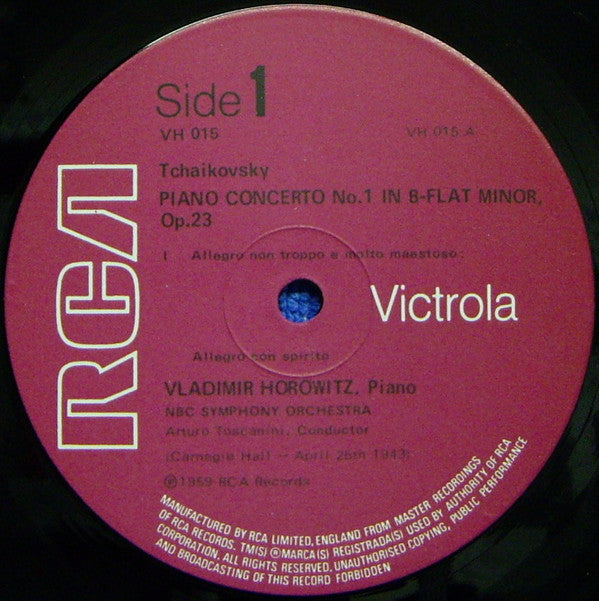 Side 1
VH 015 VH 015 A
Tchaikovsky
PIANO CONCERTO No.1 IN B-FLAT MINOR,
Op.23
I Allegro non troppo e molto maestoso;
RCA
Victrola
Allegro con spirito
VLADIMIR HOROWITZ, Piano
NBC SYMPHONY ORCHESTRA
Arturo Toscanini, Conductor
(Carnegie Hall — April 25th 1943)
℗1959 RCA Records
MANUFACTURED BY RCA LIMITED, ENGLAND FROM MASTER RECORDINGS
OF RCA RECORDS. TM(S) ® MARCA(S) REGISTRADA(S) USED BY AUTHORITY OF RCA
CORPORATION. ALL RIGHTS RESERVED, UNAUTHORISED COPYING, PUBLIC PERFORMANCE
AND BROADCASTING OF THIS RECORD FORBIDDEN